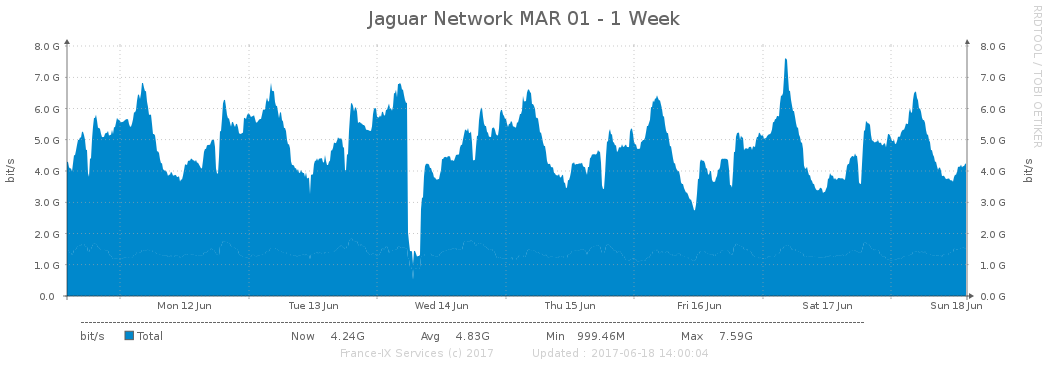 Jaguar Network MAR 01 - 1 Week
RRDTOOL / TOBI OETIKER
bit/s
8.0 G 8.0 G
7.0 G 7.0 G
6.0 G 6.0 G
5.0 G 5.0 G
4.0 G 4.0 G
3.0 G 3.0 G
2.0 G 2.0 G
1.0 G 1.0 G
0.0 0.0 G
bit/s
Mon 12 Jun Tue 13 Jun Wed 14 Jun Thu 15 Jun Fri 16 Jun Sat 17 Jun Sun 18 Jun
bit/s Total Now 4.24G Avg 4.83G Min 999.46M Max 7.59G
France-IX Services (c) 2017 Updated : 2017-06-18 14:00:04